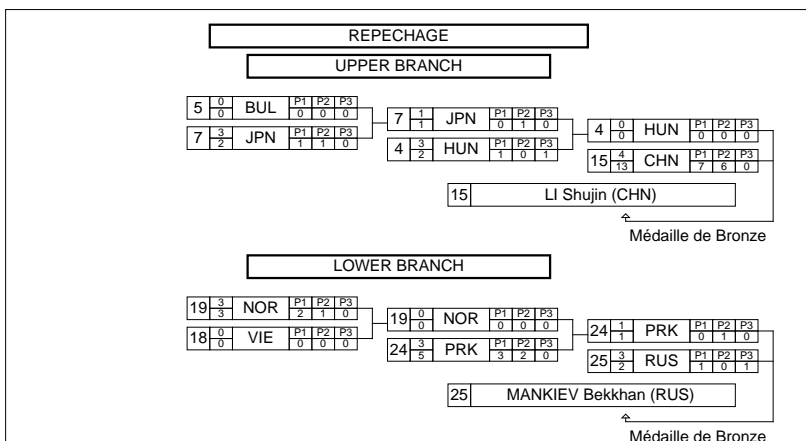 REPECHAGE
UPPER BRANCH
5 0 0 BUL P1 P2 P3 0 0 0
7 3 2 JPN P1 P2 P3 1 1 0
7 1 1 JPN P1 P2 P3 0 1 0
4 3 2 HUN P1 P2 P3 1 0 1
4 0 0 HUN P1 P2 P3 0 0 0
15 4 13 CHN P1 P2 P3 7 6 0
15 LI Shujin (CHN)
Médaille de Bronze
LOWER BRANCH
19 3 3 NOR P1 P2 P3 2 1 0
18 0 0 VIE P1 P2 P3 0 0 0
19 0 0 NOR P1 P2 P3 0 0 0
24 3 5 PRK P1 P2 P3 3 2 0
24 1 1 PRK P1 P2 P3 0 1 0
25 3 2 RUS P1 P2 P3 1 0 1
25 MANKIEV Bekkhan (RUS)
Médaille de Bronze